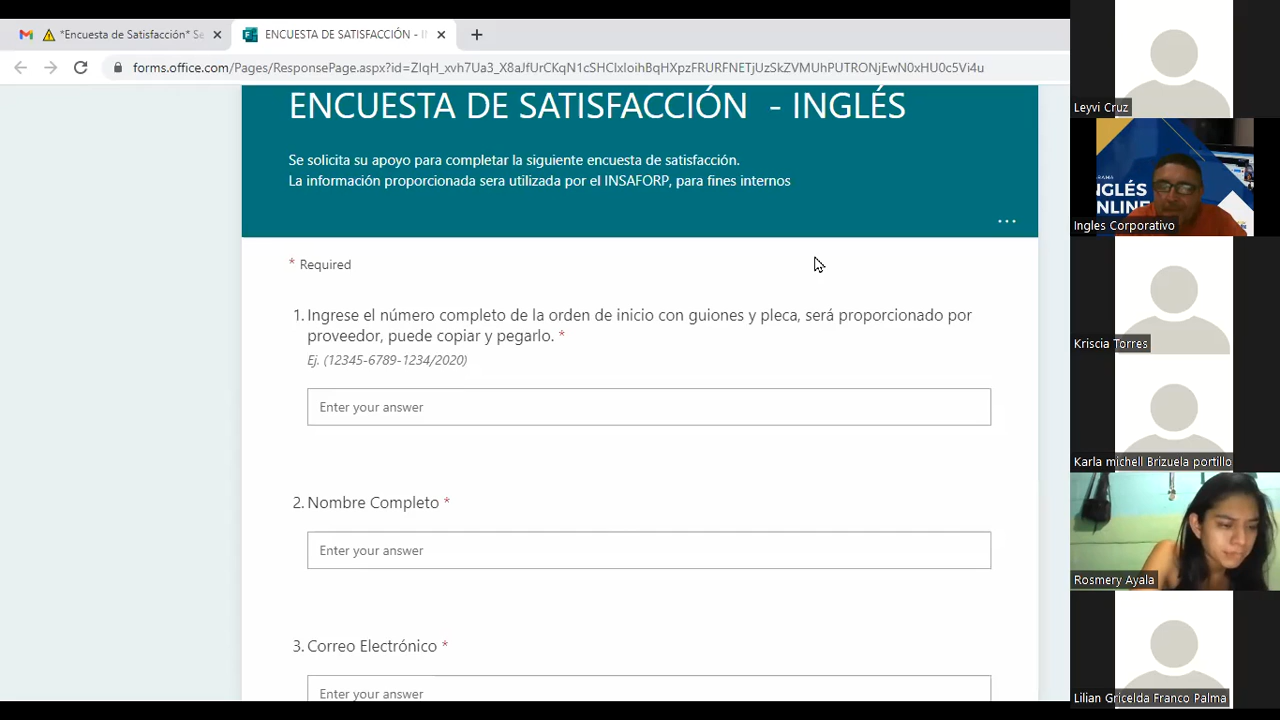 *Encuesta de Satisfacción* Se
ENCUESTA DE SATISFACCIÓN - I
forms.office.com/Pages/ResponsePage.aspx?id=ZIqH_xvh7Ua3_X8aJfUrCKqN1cSHCIxIoihBqHXpzFRURFNETjUzSkZVMUhPUTRONjEwN0xHU0c5Vi4u
ENCUESTA DE SATISFACCIÓN - INGLÉS
Se solicita su apoyo para completar la siguiente encuesta de satisfacción.
La información proporcionada sera utilizada por el INSAFORP, para fines internos
...
* Required
1. Ingrese el número completo de la orden de inicio con guiones y pleca, será proporcionado por
proveedor, puede copiar y pegarlo. *
Ej. (12345-6789-1234/2020)
Enter your answer
2. Nombre Completo *
Enter your answer
3. Correo Electrónico *
Enter your answer
Leyvi Cruz
NGLÉS
NLINE
Ingles Corporativo
Kriscia Torres
Karla michell Brizuela portillo
Rosmery Ayala
Lilian Gricelda Franco Palma